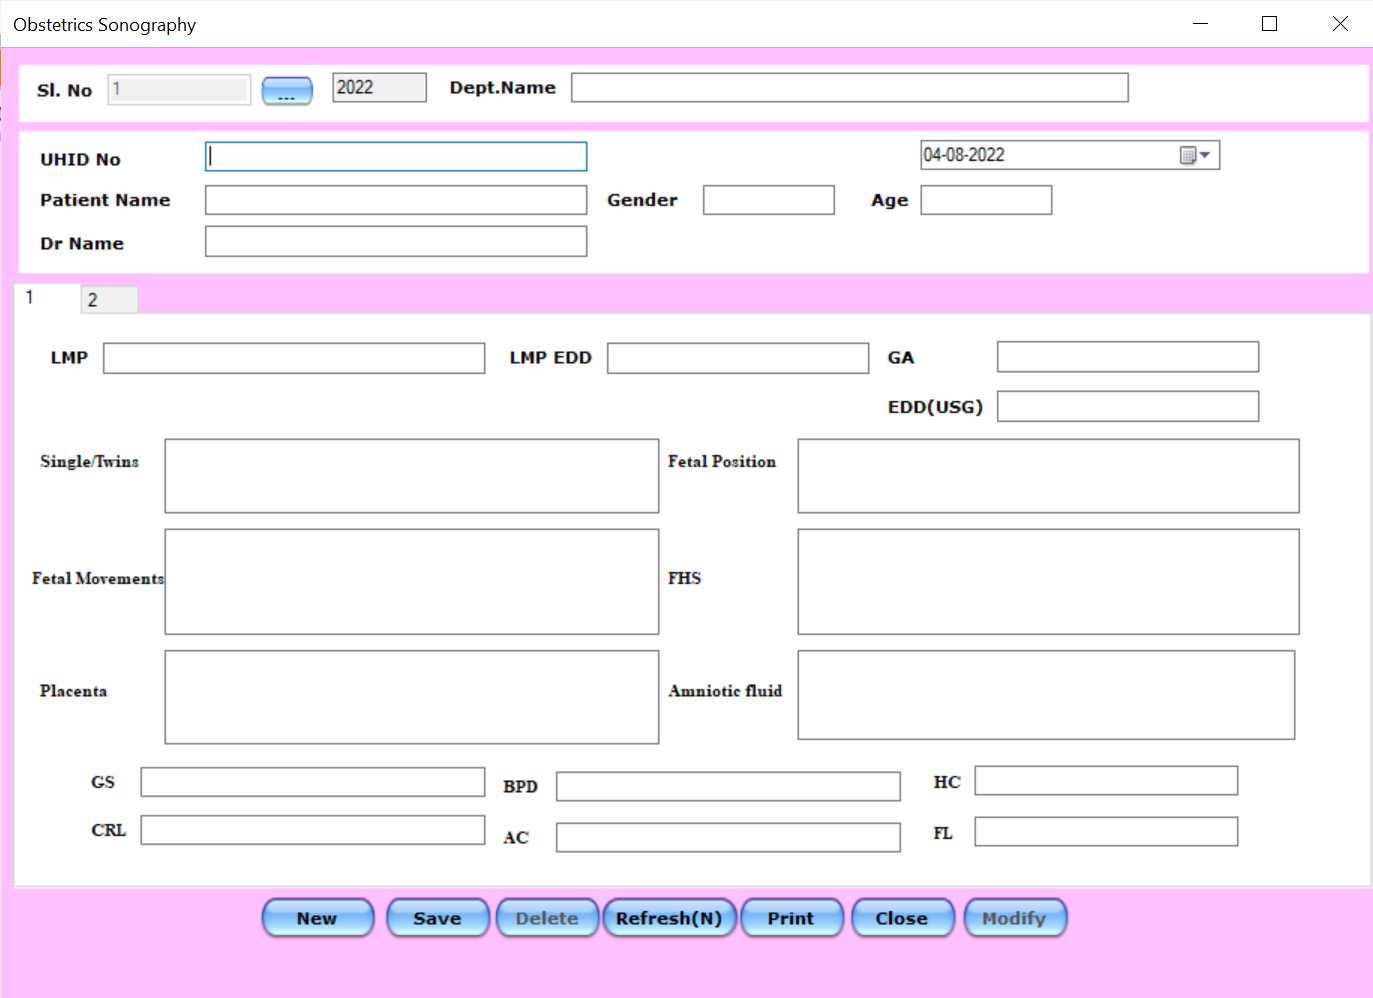 Obstetrics Sonography
Sl. No 1 ... 2022 Dept.Name
UHID No 04-08-2022
Patient Name Gender Age
Dr Name
1 2
LMP LMP EDD GA
EDD(USG)
Single/Twins Fetal Position
Fetal Movements FHS
Placenta Amniotic fluid
GS BPD HC
CRL AC FL
New Save Delete Refresh(N) Print Close Modify